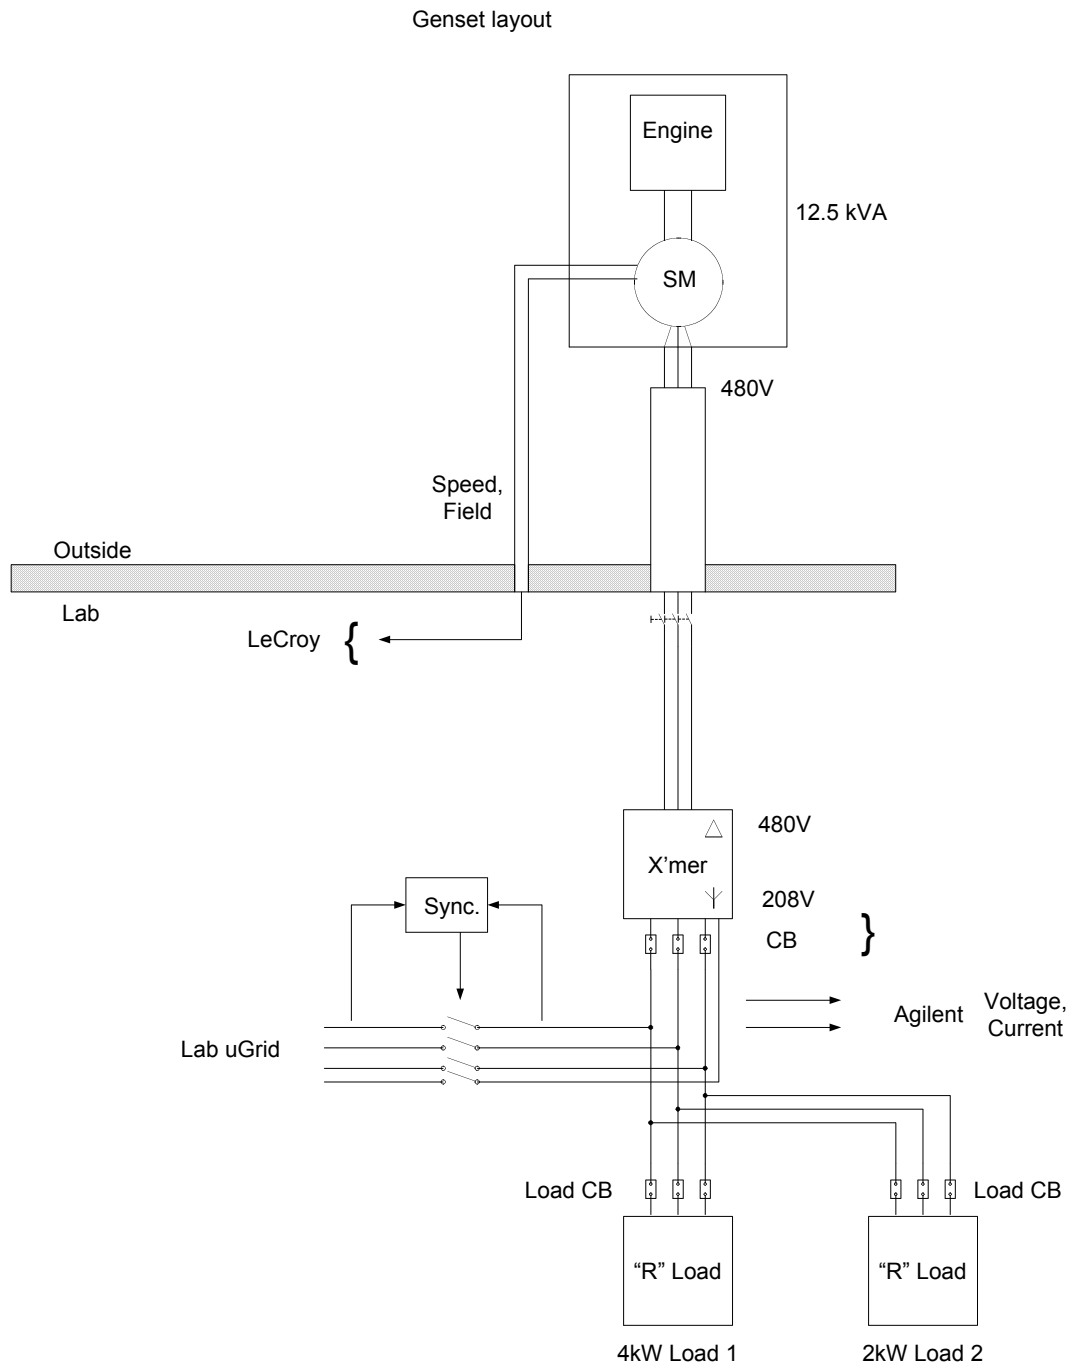 Genset layout
Engine
12.5 kVA
SM
480V
Speed,
Field
Outside
Lab
LeCroy {
480V
X’mer
208V
Sync.
CB }
Agilent
Voltage,
Current
Lab uGrid
Load CB
Load CB
“R” Load
“R” Load
4kW Load 1
2kW Load 2